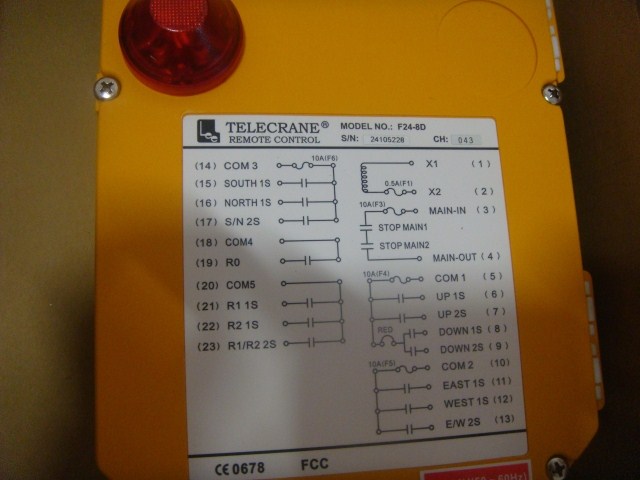 TELECRANE®
REMOTE CONTROL
MODEL NO.: F24-8D
S/N: 24105228 CH: 043
(14) COM 3 10A(F6)
(15) SOUTH 1S
(16) NORTH 1S
(17) S/N 2S
(18) COM4
(19) R0
(20) COM5
(21) R1 1S
(22) R2 1S
(23) R1/R2 2S
X1 (1)
0.5A(F1)
X2 (2)
10A(F3)
MAIN-IN (3)
STOP MAIN1
STOP MAIN2
MAIN-OUT (4)
10A(F4)
COM 1 (5)
UP 1S (6)
UP 2S (7)
RED
DOWN 1S (8)
DOWN 2S (9)
10A(F5)
COM 2 (10)
EAST 1S (11)
WEST 1S (12)
E/W 2S (13)
CE 0678 FCC
60Hz)